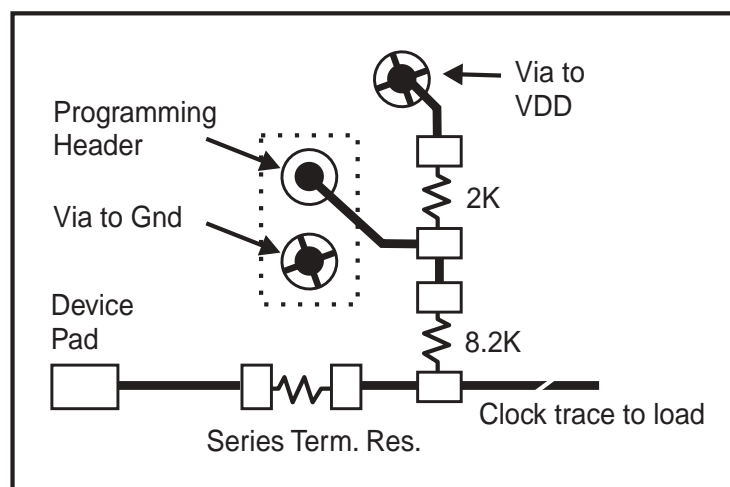 Via to
VDD
Programming
Header
2K
Via to Gnd
Device
Pad
8.2K
Clock trace to load
Series Term. Res.